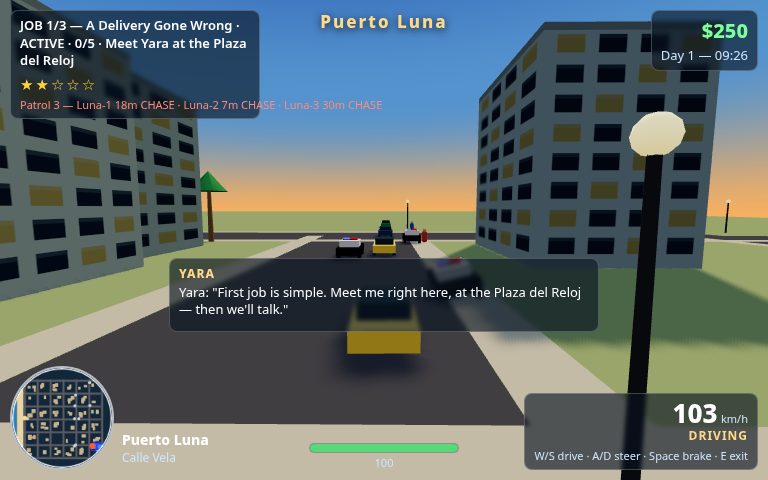 Puerto Luna
JOB 1/3 — A Delivery Gone Wrong ·
ACTIVE · 0/5 · Meet Yara at the Plaza
del Reloj
★★☆☆☆
Patrol 3 — Luna-1 18m CHASE · Luna-2 7m CHASE · Luna-3 30m CHASE
$250
Day 1 — 09:26
YARA
Yara: "First job is simple. Meet me right here, at the Plaza del Reloj
— then we'll talk."
Puerto Luna
Calle Vela
100
103 km/h
DRIVING
W/S drive · A/D steer · Space brake · E exit